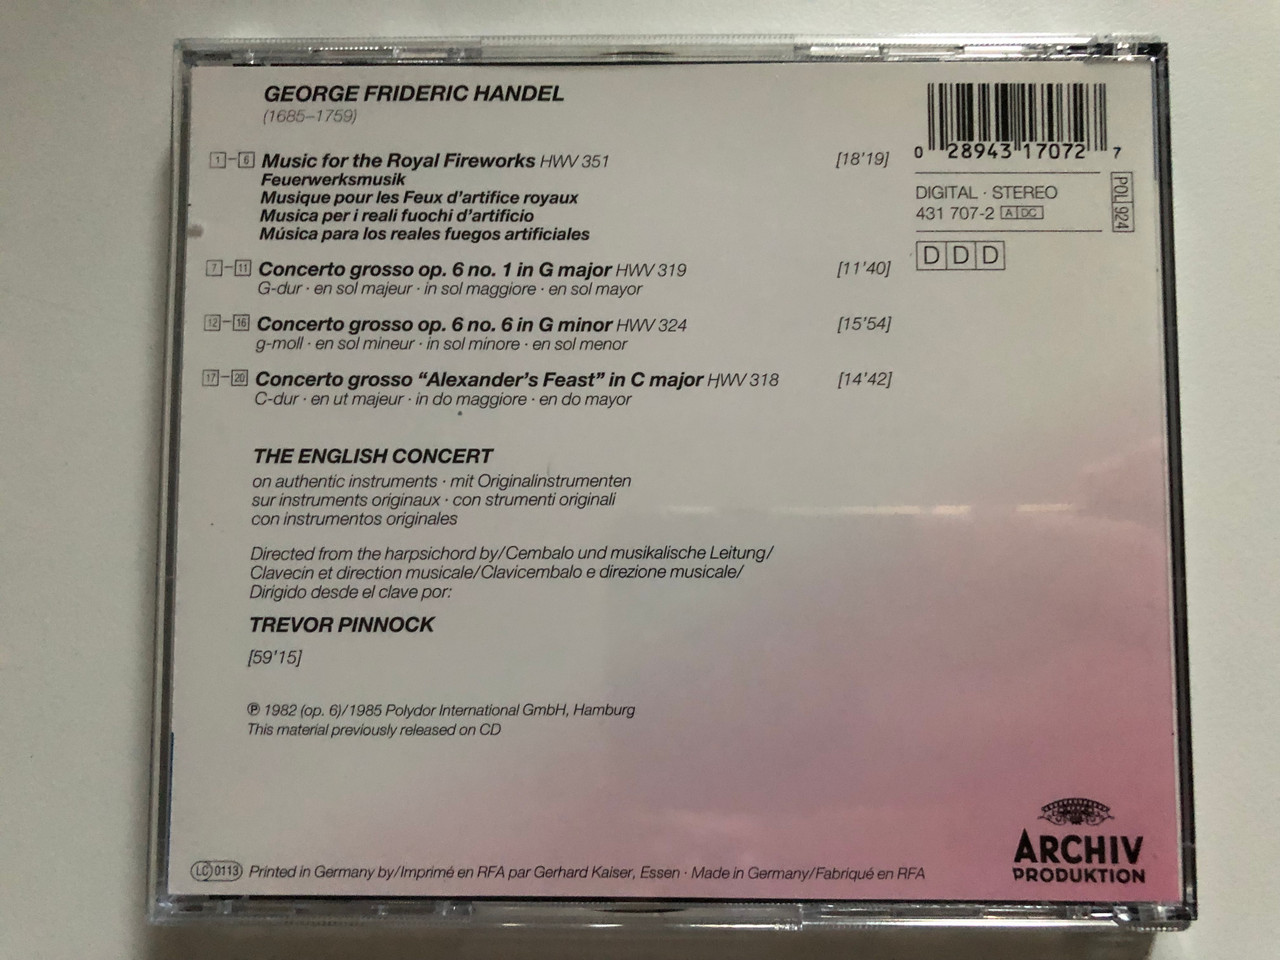 GEORGE FRIDERIC HANDEL
(1685–1759)
1–6 Music for the Royal Fireworks HWV 351 [18'19]
Feuerwerksmusik
Musique pour les Feux d'artifice royaux
Musica per i reali fuochi d'artificio
Música para los reales fuegos artificiales
7–11 Concerto grosso op. 6 no. 1 in G major HWV 319 [11'40]
G-dur · en sol majeur · in sol maggiore · en sol mayor
12–16 Concerto grosso op. 6 no. 6 in G minor HWV 324 [15'54]
g-moll · en sol mineur · in sol minore · en sol menor
17–20 Concerto grosso “Alexander's Feast” in C major HWV 318 [14'42]
C-dur · en ut majeur · in do maggiore · en do mayor
THE ENGLISH CONCERT
on authentic instruments · mit Originalinstrumenten
sur instruments originaux · con strumenti originali
con instrumentos originales
Directed from the harpsichord by/Cembalo und musikalische Leitung/
Clavecin et direction musicale/Clavicembalo e direzione musicale/
Dirigido desde el clave por:
TREVOR PINNOCK
[59'15]
℗ 1982 (op. 6)/1985 Polydor International GmbH, Hamburg
This material previously released on CD
LC 0113 Printed in Germany by/Imprimé en RFA par Gerhard Kaiser, Essen · Made in Germany/Fabriqué en RFA
0 28943 17072 7
DIGITAL · STEREO
431 707-2 A DC
POL 924
DDD
ARCHIV
PRODUKTION